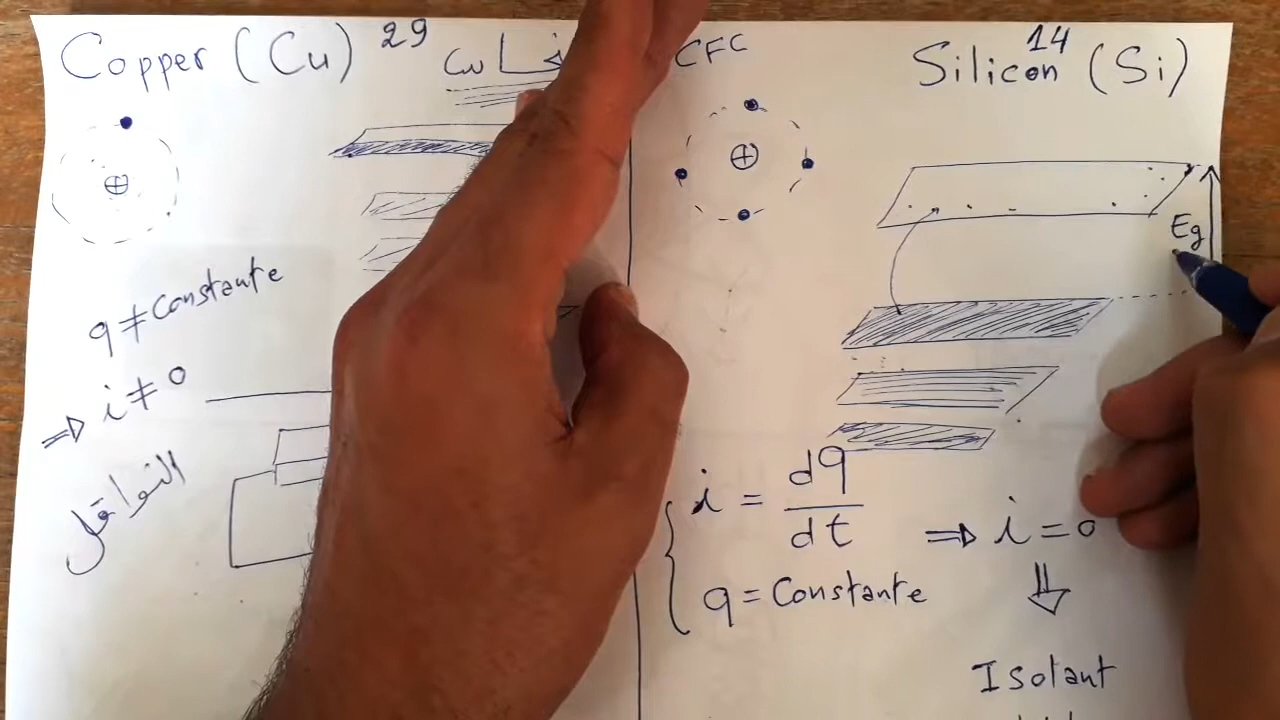 Copper (Cu) 29
q ≠ Constante
⇒ i ≠ 0
النواقل
CFC
Silicon (Si) 14
Eg
i = dq/dt ⇒ i = 0
q = Constante
⇓
Isolant